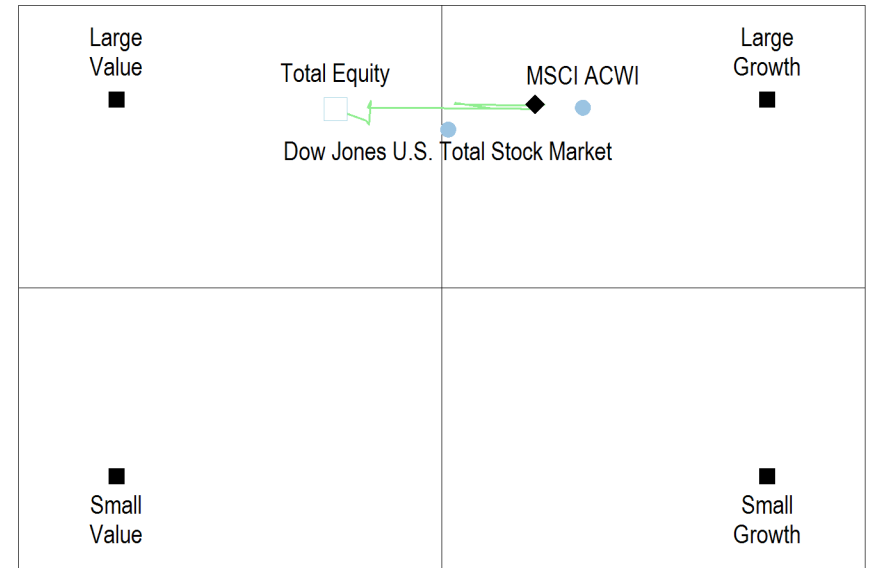 Large
Value
Total Equity
MSCI ACWI
Large
Growth
Dow Jones U.S. Total Stock Market
Small
Value
Small
Growth